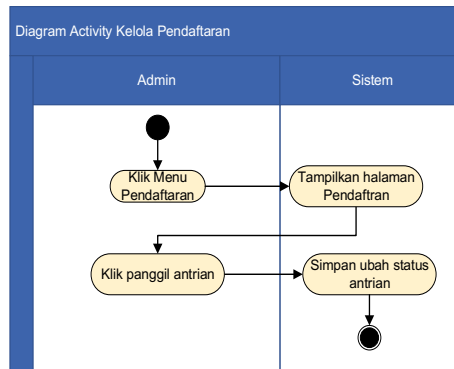 Diagram Activity Kelola Pendaftaran
Admin
Sistem
Klik Menu
Pendaftaran
Tampilkan halaman
Pendaftran
Klik panggil antrian
Simpan ubah status
antrian